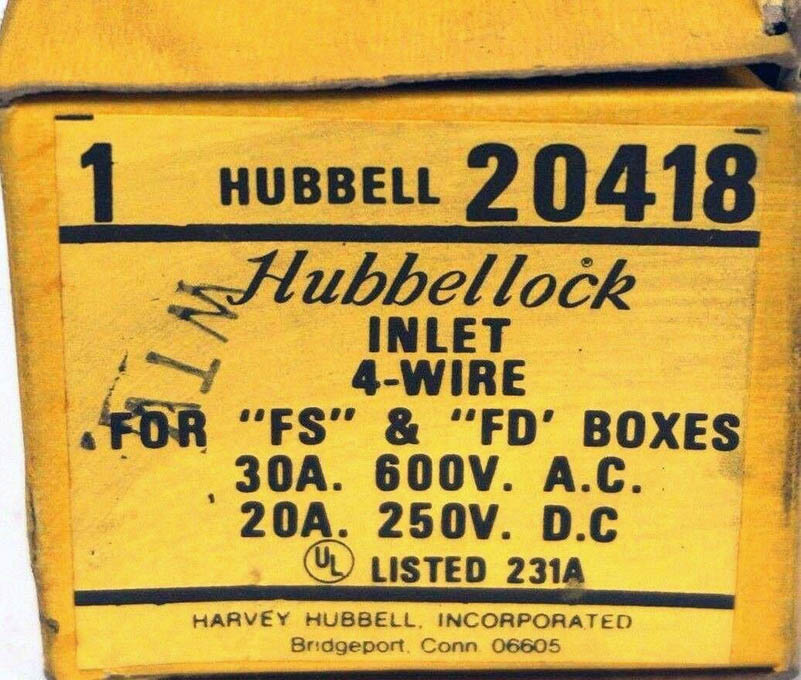 1 HUBBELL 20418
Hubbellock®
INLET
4-WIRE
FOR "FS" & "FD' BOXES
30A. 600V. A.C.
20A. 250V. D.C
UL LISTED 231A
HARVEY HUBBELL, INCORPORATED
Bridgeport, Conn 06605